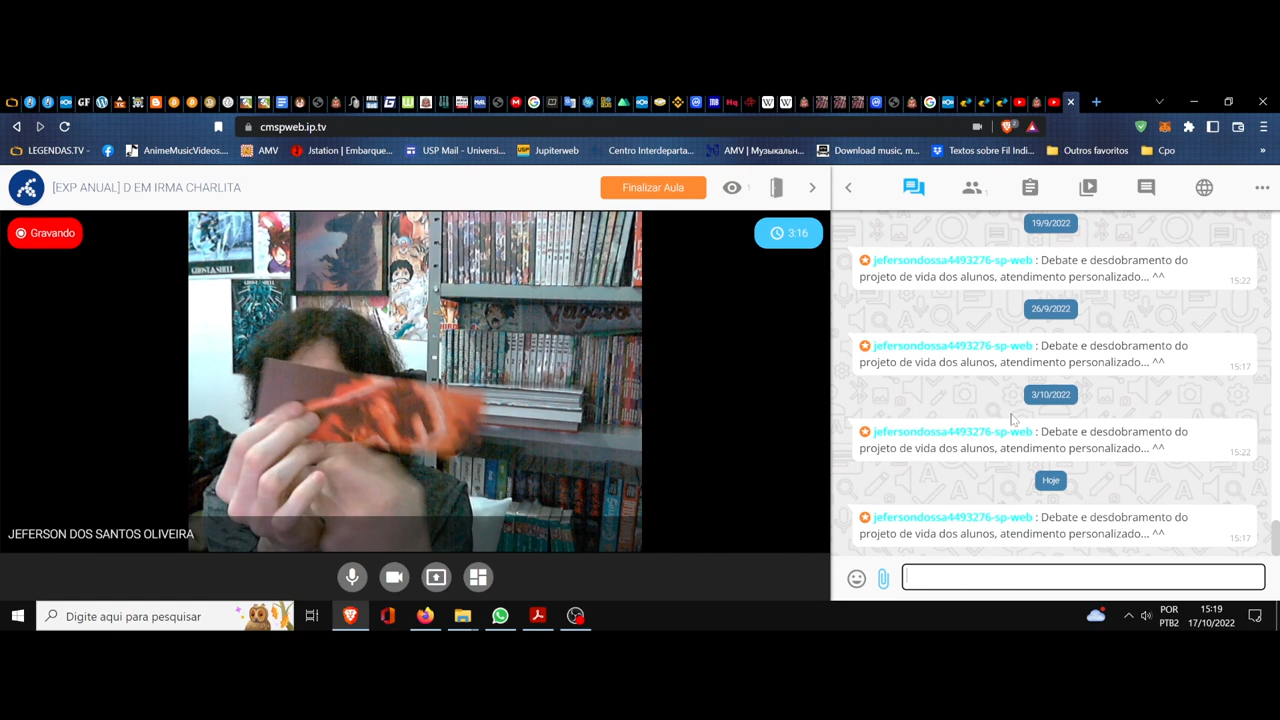 cmspweb.ip.tv
LEGENDAS.TV -
AnimeMusicVideos...
AMV
Jstation | Embarque...
USP Mail - Universi...
Jupiterweb
Centro Interdeparta...
AMV | Музыкальн...
Download music, m...
Textos sobre Fil Indi...
Outros favoritos
Cpo
[EXP ANUAL] D EM IRMA CHARLITA
Finalizar Aula
1
1
Gravando
3:16
GHOST IN THE SHELL
JEFERSON DOS SANTOS OLIVEIRA
19/9/2022
jefersondossa4493276-sp-web : Debate e desdobramento do
projeto de vida dos alunos, atendimento personalizado... ^^
15:22
26/9/2022
jefersondossa4493276-sp-web : Debate e desdobramento do
projeto de vida dos alunos, atendimento personalizado... ^^
15:17
3/10/2022
jefersondossa4493276-sp-web : Debate e desdobramento do
projeto de vida dos alunos, atendimento personalizado... ^^
15:22
Hoje
jefersondossa4493276-sp-web : Debate e desdobramento do
projeto de vida dos alunos, atendimento personalizado... ^^
15:17
Digite aqui para pesquisar
POR
PTB2
15:19
17/10/2022